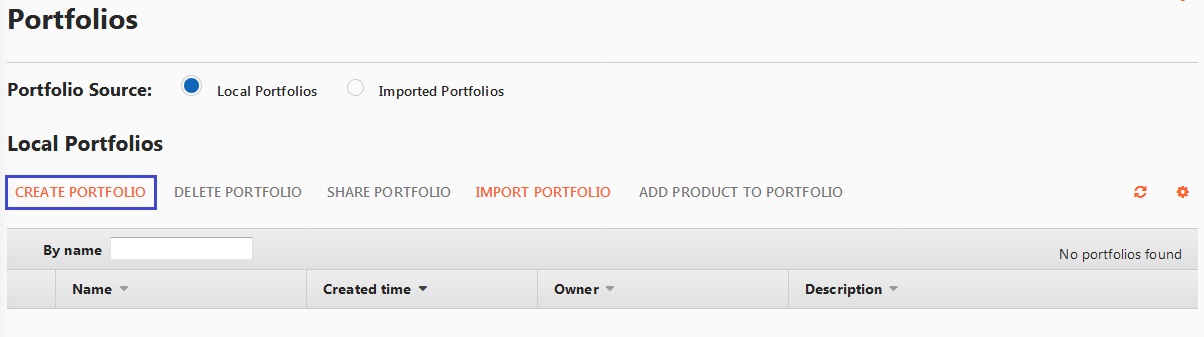 Portfolios
Portfolio Source: Local Portfolios Imported Portfolios
Local Portfolios
CREATE PORTFOLIO DELETE PORTFOLIO SHARE PORTFOLIO IMPORT PORTFOLIO ADD PRODUCT TO PORTFOLIO
By name No portfolios found
Name Created time Owner Description